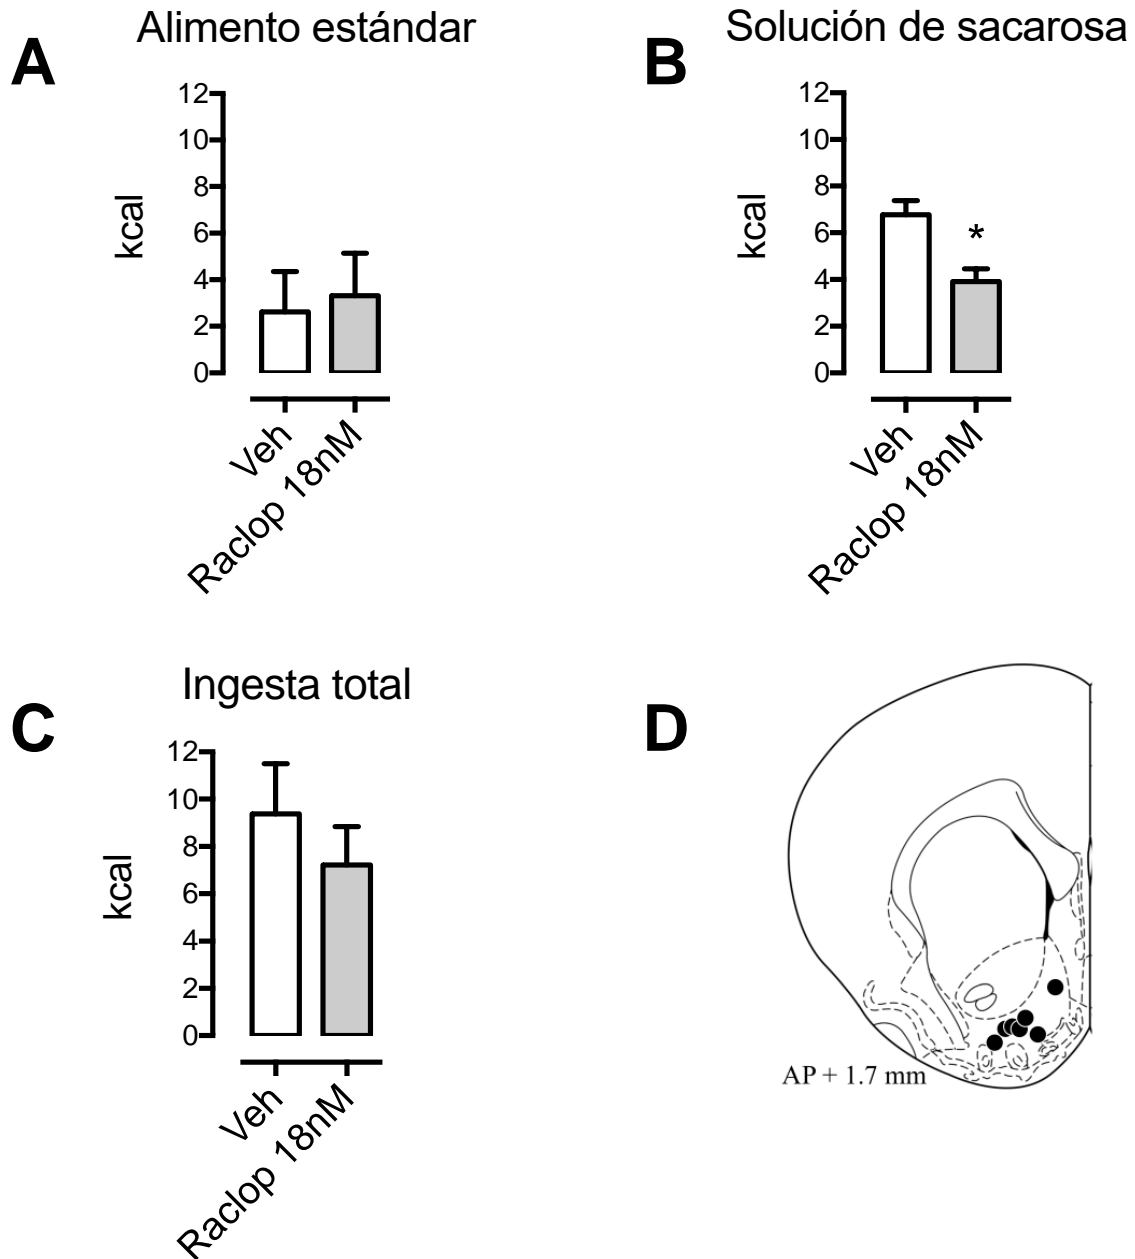 A
Alimento estándar
kcal
12
10
8
6
4
2
0
Veh
Raclop 18nM
B
Solución de sacarosa
kcal
12
10
8
6
4
2
0
*
Veh
Raclop 18nM
C
Ingesta total
kcal
12
10
8
6
4
2
0
Veh
Raclop 18nM
D
AP + 1.7 mm